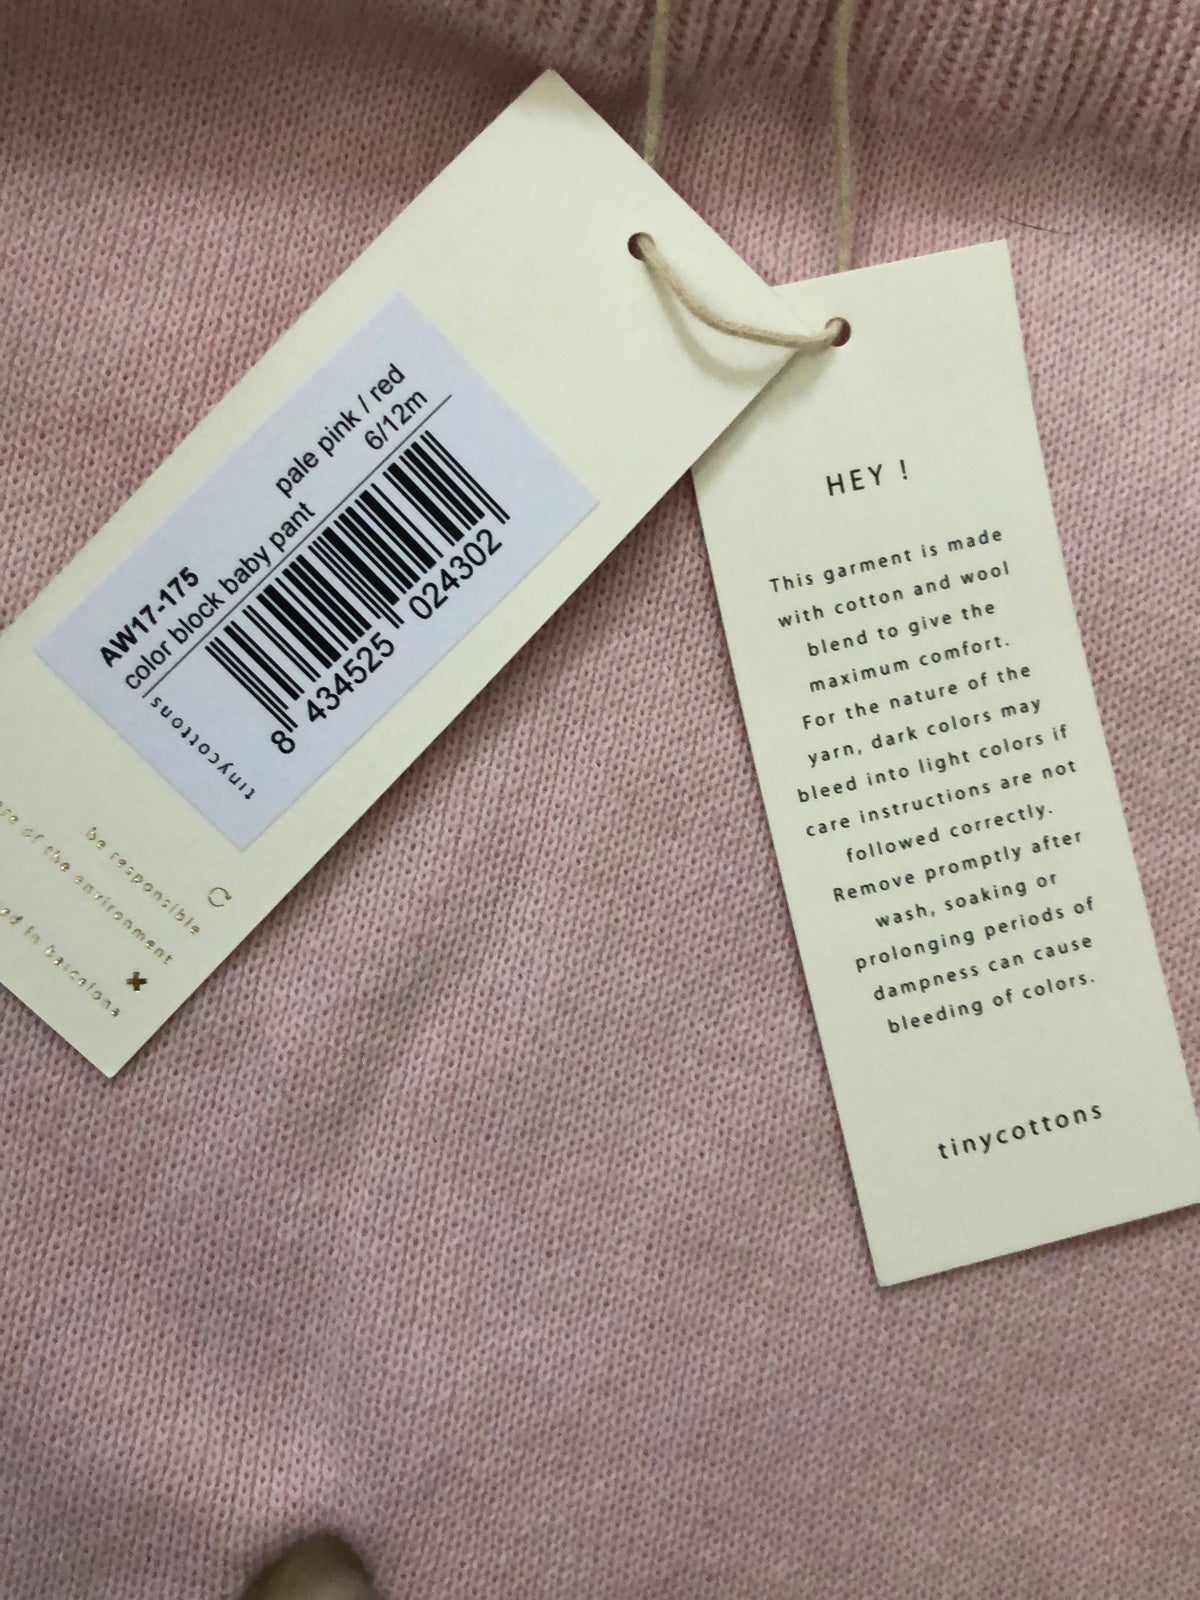 AW17-175
color block baby pant
pale pink / red
6/12m
8 434525 024302
tinycottons
be responsible
of the environment
in barcelona
HEY !
This garment is made
with cotton and wool
blend to give the
maximum comfort.
For the nature of the
yarn, dark colors may
bleed into light colors if
care instructions are not
followed correctly.
Remove promptly after
wash, soaking or
prolonging periods of
dampness can cause
bleeding of colors.
tinycottons